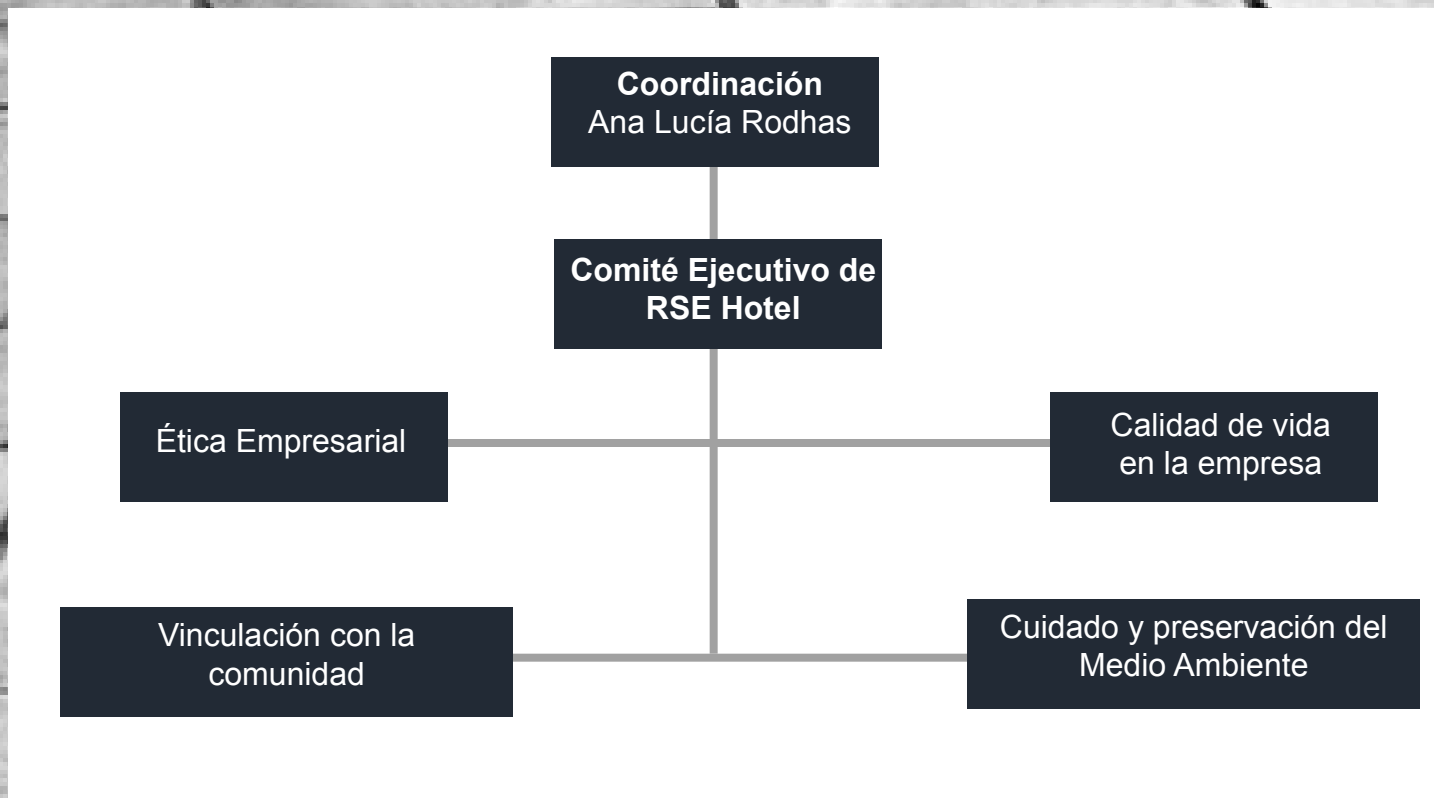 Coordinación
Ana Lucía Rodhas
Comité Ejecutivo de
RSE Hotel
Ética Empresarial
Calidad de vida
en la empresa
Vinculación con la
comunidad
Cuidado y preservación del
Medio Ambiente